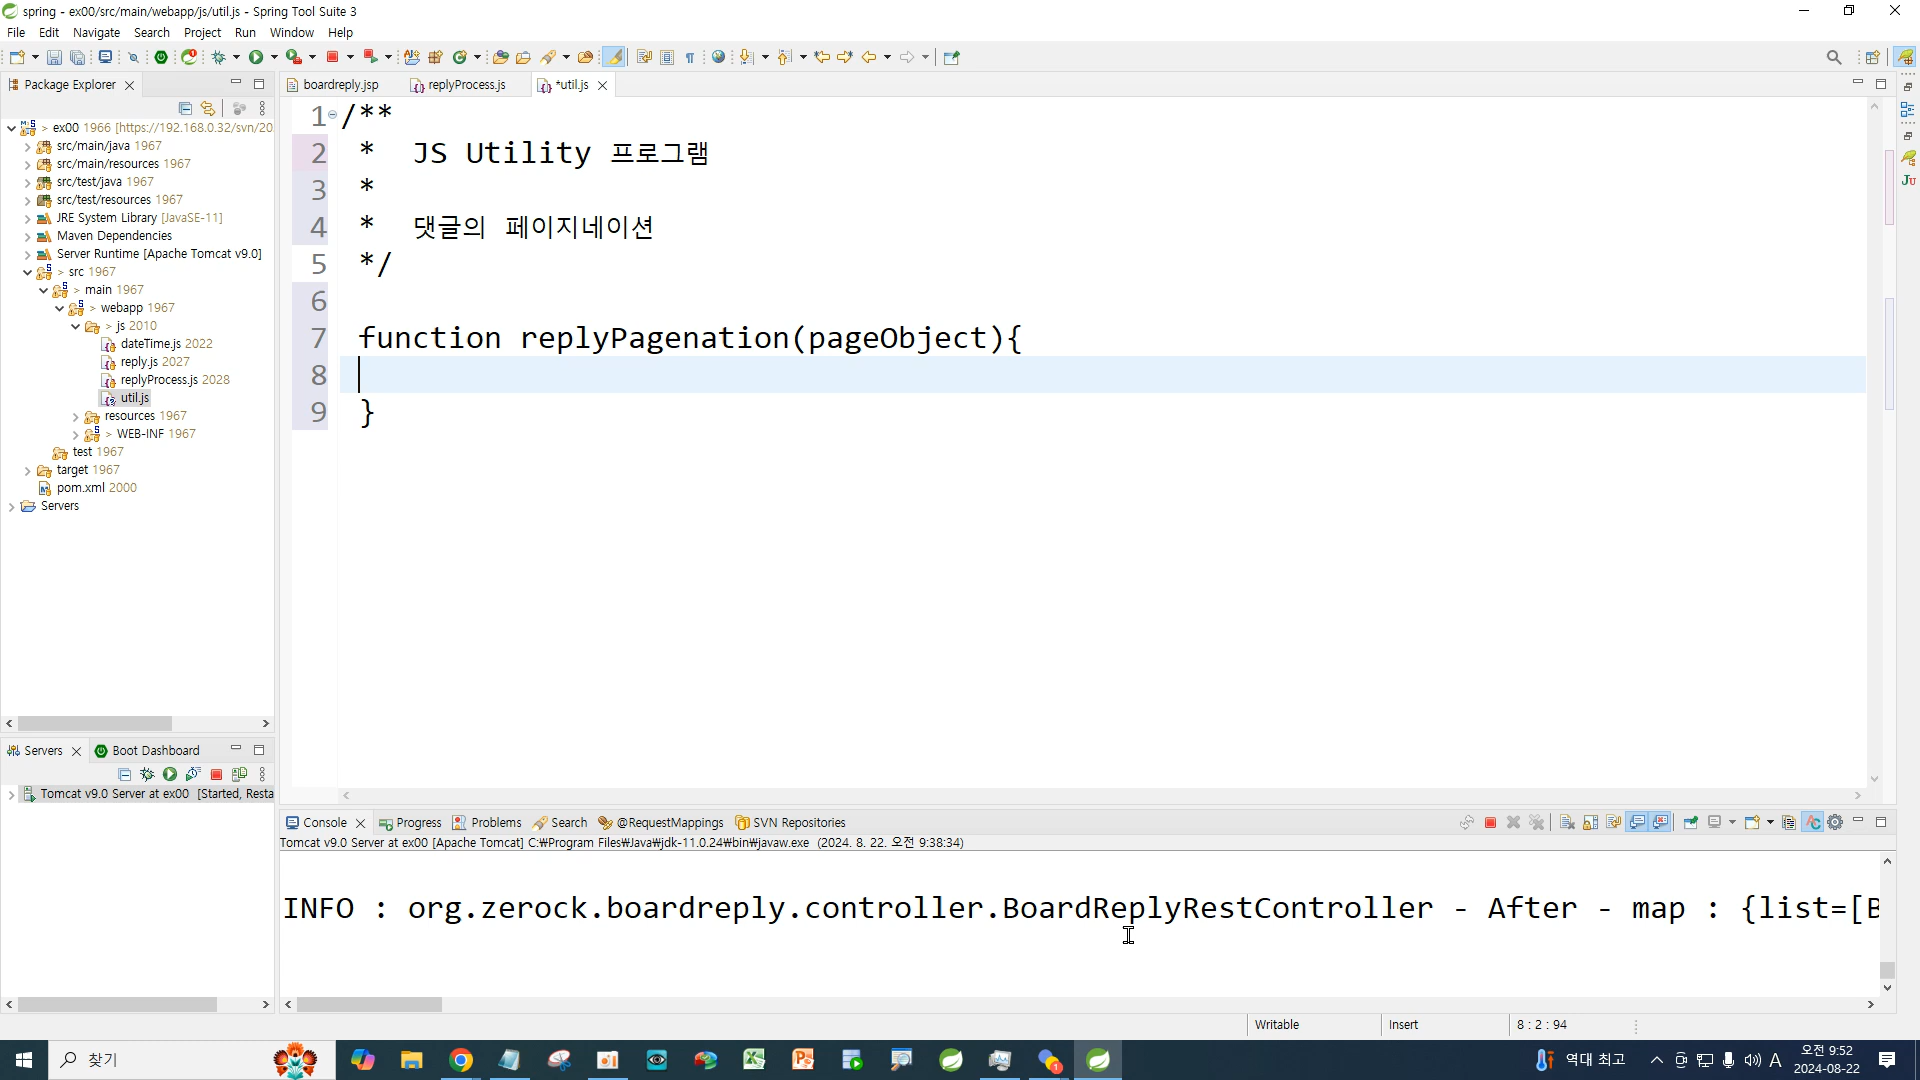 spring - ex00/src/main/webapp/js/util.js - Spring Tool Suite 3
File Edit Navigate Search Project Run Window Help
Package Explorer
boardreply.jsp replyProcess.js *util.js
ex00 1966 [https://192.168.0.32/svn/20
src/main/java 1967
src/main/resources 1967
src/test/java 1967
src/test/resources 1967
JRE System Library [JavaSE-11]
Maven Dependencies
Server Runtime [Apache Tomcat v9.0]
> src 1967
> main 1967
> webapp 1967
> js 2010
dateTime.js 2022
reply.js 2027
replyProcess.js 2028
util.js
resources 1967
> WEB-INF 1967
test 1967
target 1967
pom.xml 2000
Servers
1 /**
2 * JS Utility 프로그램
3 *
4 * 댓글의 페이지네이션
5 */
6
7 function replyPagenation(pageObject){
8
9 }
Servers Boot Dashboard
Tomcat v9.0 Server at ex00 [Started, Resta
Console Progress Problems Search @RequestMappings SVN Repositories
Tomcat v9.0 Server at ex00 [Apache Tomcat] C:₩Program Files₩Java₩jdk-11.0.24₩bin₩javaw.exe (2024. 8. 22. 오전 9:38:34)
INFO : org.zerock.boardreply.controller.BoardReplyRestController - After - map : {list=[B
Writable Insert 8 : 2 : 94
찾기
역대 최고
A
오전 9:52
2024-08-22